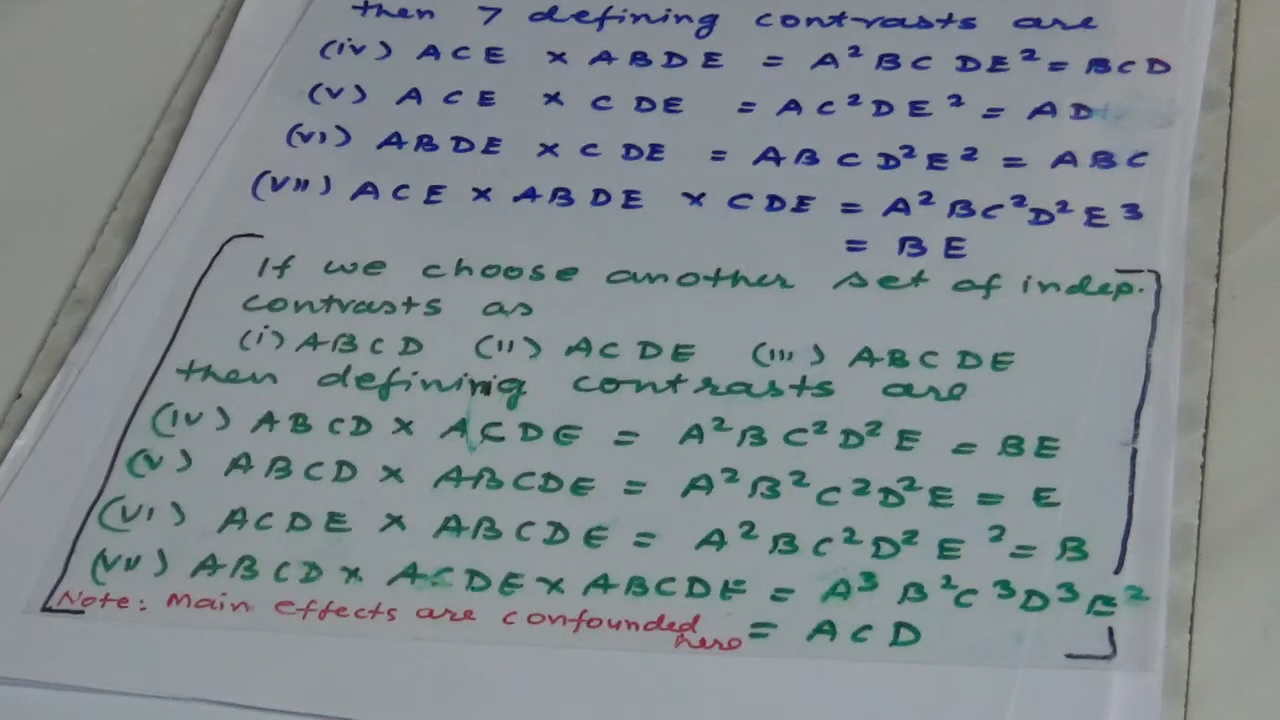 then 7 defining contrasts are
(iv) ACE × ABDE = A²BCDE² = BCD
(v) ACE × CDE = AC²DE² = AD
(vi) ABDE × CDE = ABCD²E² = ABC
(vii) ACE × ABDE × CDE = A²BC²D²E3
= BE
If we choose another set of indep.
contrasts as
(i) ABCD (ii) ACDE (iii) ABCDE
then defining contrasts are
(iv) ABCD × ACDE = A²BC²D²E = BE
(v) ABCD × ABCDE = A²B²C²D²E = E
(vi) ACDE × ABCDE = A²BC²D²E² = B
(vii) ABCD × ACDE × ABCDE = A³B²C³D³E²
Note: Main effects are confounded here = ACD